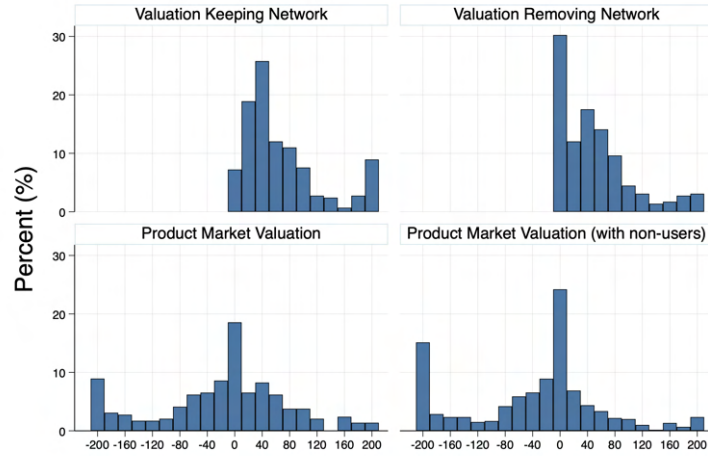 Valuation Keeping Network
Valuation Removing Network
30
20
10
0
Product Market Valuation
Product Market Valuation (with non-users)
30
20
10
0
-200 -160 -120 -80 -40 0 40 80 120 160 200
-200 -160 -120 -80 -40 0 40 80 120 160 200
Percent (%)